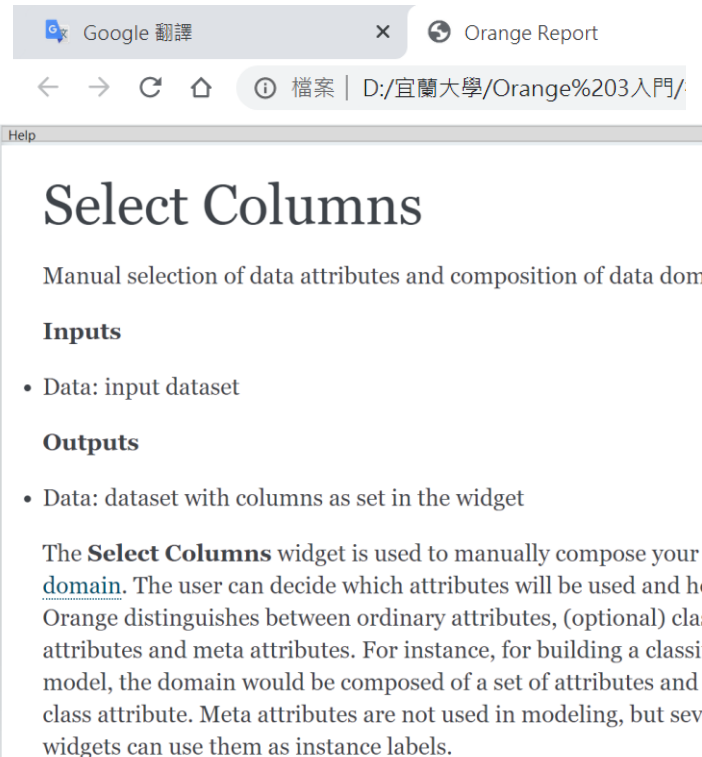 Google 翻譯
Orange Report
檔案 | D:/宜蘭大學/Orange%203入門/
Help
Select Columns
Manual selection of data attributes and composition of data
Inputs
• Data: input dataset
Outputs
• Data: dataset with columns as set in the widget
The Select Columns widget is used to manually compose your
domain. The user can decide which attributes will be used and
Orange distinguishes between ordinary attributes, (optional)
attributes and meta attributes. For instance, for building a
model, the domain would be composed of a set of attributes and
class attribute. Meta attributes are not used in modeling, but
widgets can use them as instance labels.